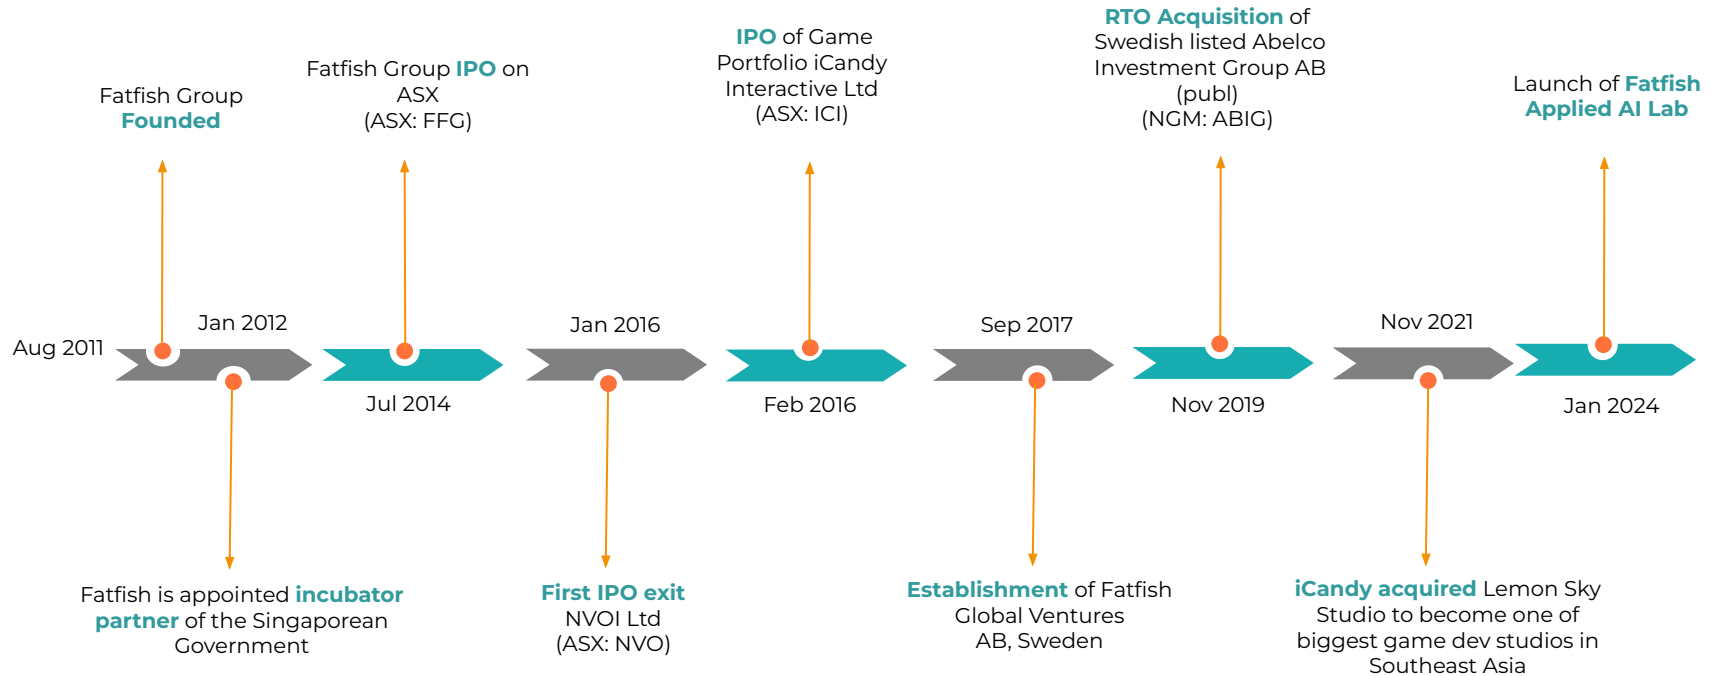 Fatfish Group
Founded
Fatfish Group IPO on
ASX
(ASX: FFG)
IPO of Game
Portfolio iCandy
Interactive Ltd
(ASX: ICI)
RTO Acquisition of
Swedish listed Abelco
Investment Group AB
(publ)
(NGM: ABIG)
Launch of Fatfish
Applied AI Lab
Aug 2011
Jan 2012
Jul 2014
Jan 2016
Feb 2016
Sep 2017
Nov 2019
Nov 2021
Jan 2024
Fatfish is appointed incubator
partner of the Singaporean
Government
First IPO exit
NVOI Ltd
(ASX: NVO)
Establishment of Fatfish
Global Ventures
AB, Sweden
iCandy acquired Lemon Sky
Studio to become one of
biggest game dev studios in
Southeast Asia